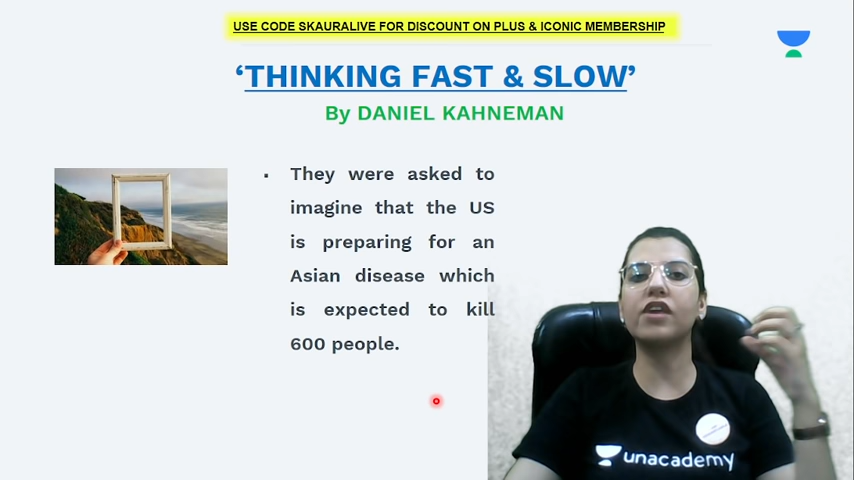 USE CODE SKAURALIVE FOR DISCOUNT ON PLUS & ICONIC MEMBERSHIP
‘THINKING FAST & SLOW’
By DANIEL KAHNEMAN
▪ They were asked to
imagine that the US
is preparing for an
Asian disease which
is expected to kill
600 people.
unacademy